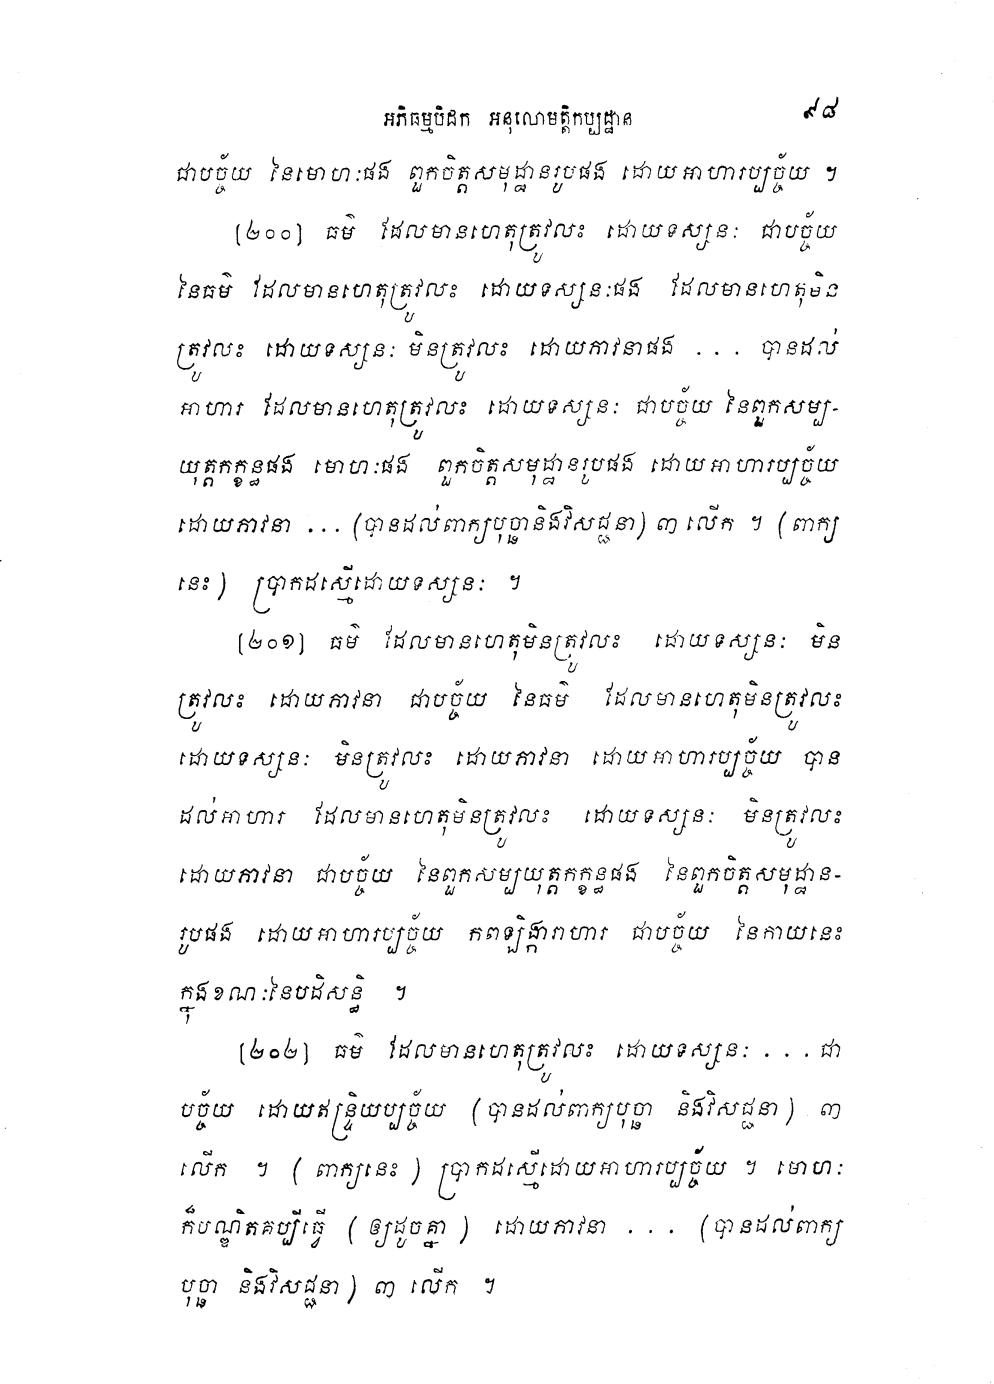 អភិធម្មបិដក អនុលោមត្តិកប្បដ្ឋាន ៩៨
ជាបច្ច័យ នៃមោហៈផង ពួកចិត្តសមុដ្ឋានរូបផង ដោយអាហារប្បច្ច័យ ។
[២០០] ធម៌ ដែលមានហេតុត្រូវលះ ដោយទស្សនៈ ជាបច្ច័យ
នៃធម៌ ដែលមានហេតុត្រូវលះ ដោយទស្សនៈផង ដែលមានហេតុមិន
ត្រូវលះ ដោយទស្សនៈ មិនត្រូវលះ ដោយភាវនាផង ... បានដល់
អាហារ ដែលមានហេតុត្រូវលះ ដោយទស្សនៈ ជាបច្ច័យ នៃពួកសម្ប-
យុត្តកក្ខន្ធផង មោហៈផង ពួកចិត្តសមុដ្ឋានរូបផង ដោយអាហារប្បច្ច័យ
ដោយភាវនា ... (បានដល់ពាក្យបុច្ឆានិងវិសជ្ជនា) ៣ លើក ។ (ពាក្យ
នេះ) ប្រាកដស្មើដោយទស្សនៈ ។
[២០១] ធម៌ ដែលមានហេតុមិនត្រូវលះ ដោយទស្សនៈ មិន
ត្រូវលះ ដោយភាវនា ជាបច្ច័យ នៃធម៌ ដែលមានហេតុមិនត្រូវលះ
ដោយទស្សនៈ មិនត្រូវលះ ដោយភាវនា ដោយអាហារប្បច្ច័យ បាន
ដល់អាហារ ដែលមានហេតុមិនត្រូវលះ ដោយទស្សនៈ មិនត្រូវលះ
ដោយភាវនា ជាបច្ច័យ នៃពួកសម្បយុត្តកក្ខន្ធផង នៃពួកចិត្តសមុដ្ឋាន-
រូបផង ដោយអាហារប្បច្ច័យ កពឡិង្ការាហារ ជាបច្ច័យ នៃកាយនេះ
ក្នុងខណៈនៃបដិសន្ធិ ។
[២០២] ធម៌ ដែលមានហេតុត្រូវលះ ដោយទស្សនៈ ... ជា
បច្ច័យ ដោយឥន្ទ្រិយប្បច្ច័យ (បានដល់ពាក្យបុច្ឆា និងវិសជ្ជនា) ៣
លើក ។ (ពាក្យនេះ) ប្រាកដស្មើដោយអាហារប្បច្ច័យ ។ មោហៈ
ក៏បណ្ឌិតគប្បីធ្វើ (ឲ្យដូចគ្នា) ដោយភាវនា ... (បានដល់ពាក្យ
បុច្ឆា និងវិសជ្ជនា) ៣ លើក ។